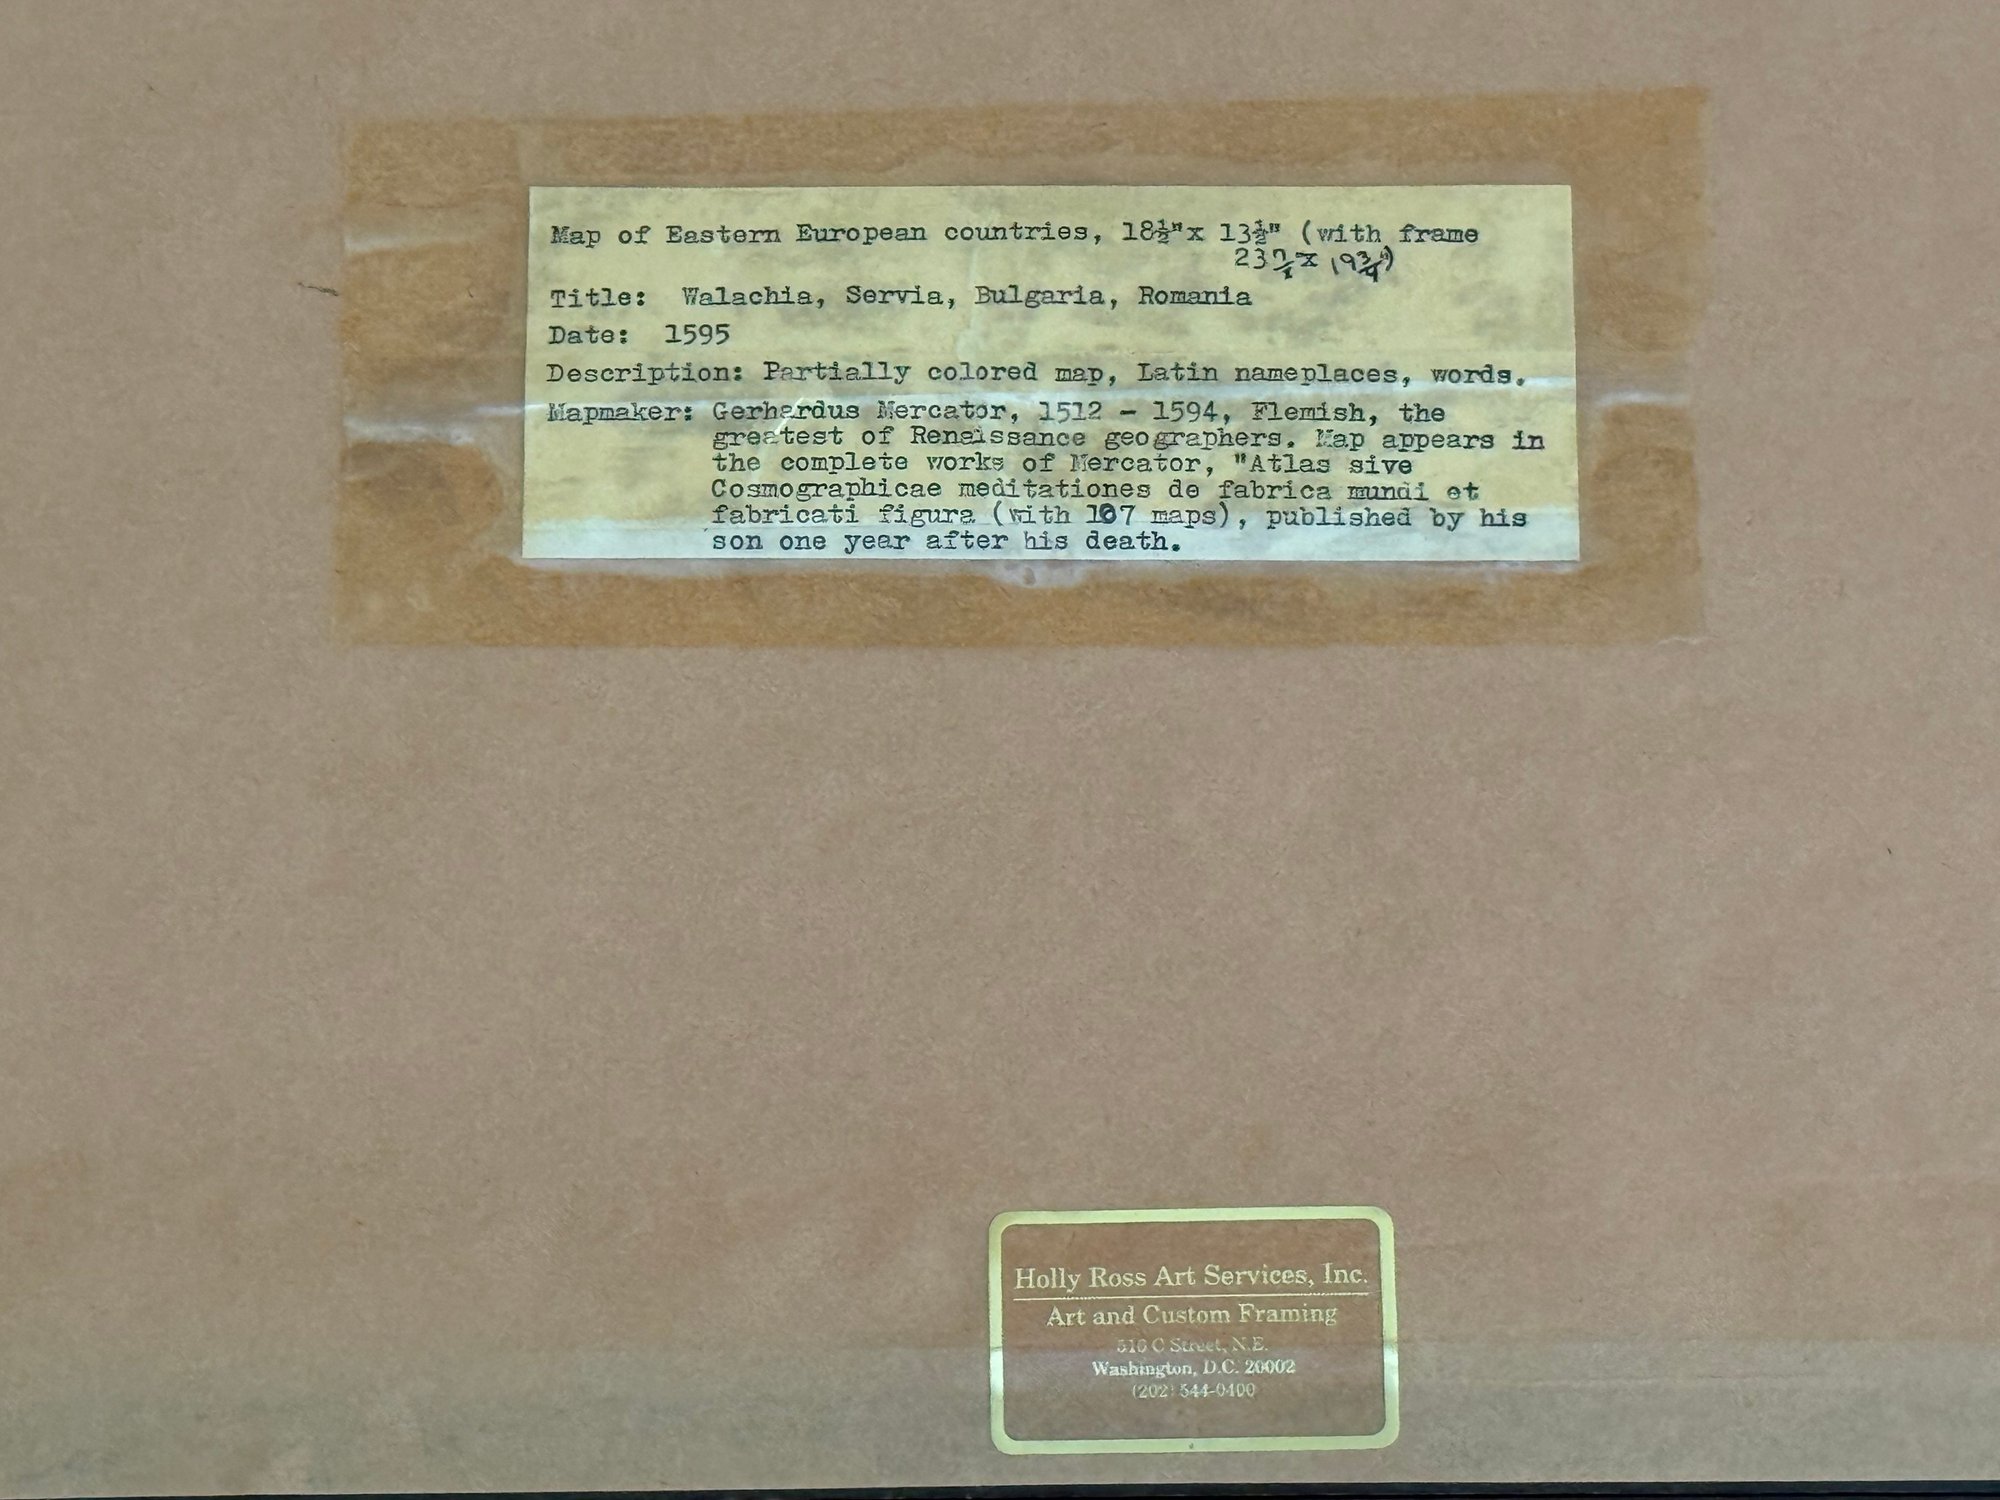 Map of Eastern European countries, 18½"x 13½" (with frame
x 19¾")
Title: Walachia, Servia, Bulgaria, Romania
Date: 1595
Description: Partially colored map, Latin nameplaces, words.
Mapmaker: Gerhardus Mercator, 1512 - 1594, Flemish, the
greatest of Renaissance geographers. Map appears in
the complete works of Mercator, "Atlas sive
Cosmographicae meditationes de fabrica mundi et
fabricati figura (with 107 maps), published by his
son one year after his death.
Holly Ross Art Services, Inc.
Art and Custom Framing
C Street, N.E.
Washington, D.C. 20002
(202) 544-0400